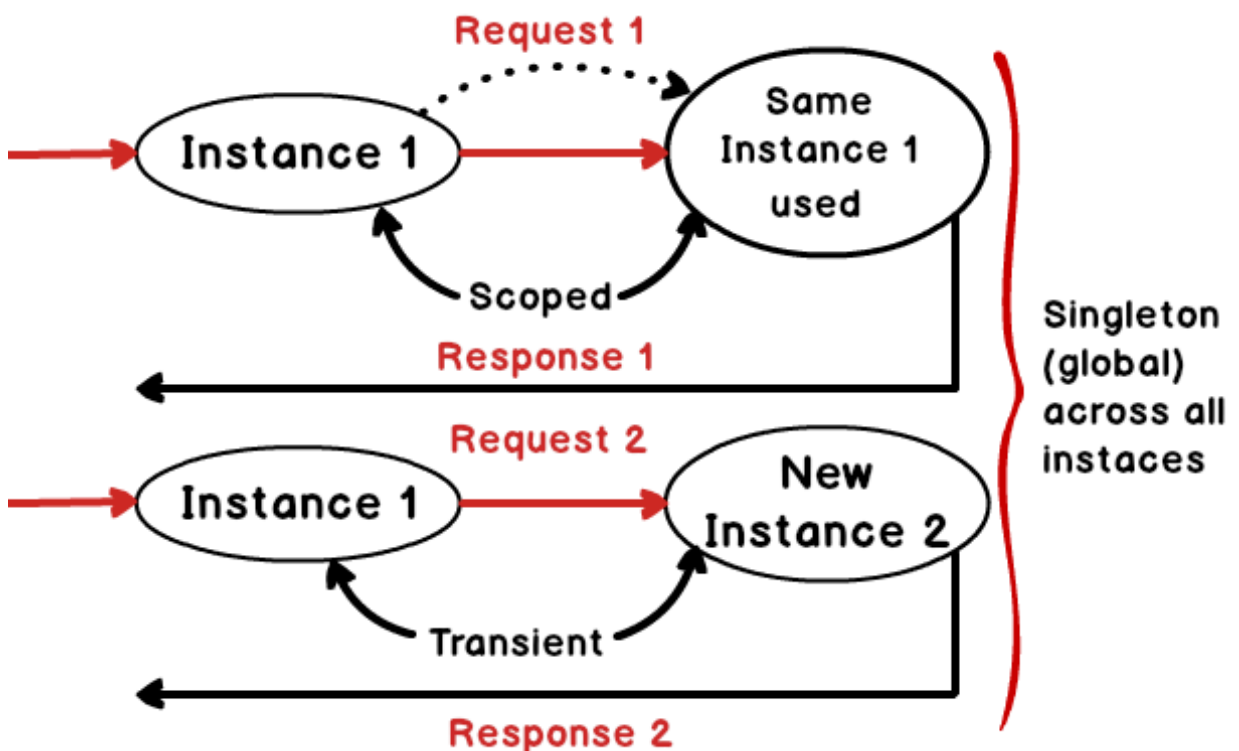 Request 1
Instance 1
Same
Instance 1
used
Scoped
Response 1
Singleton
(global)
across all
instaces
Request 2
Instance 1
New
Instance 2
Transient
Response 2